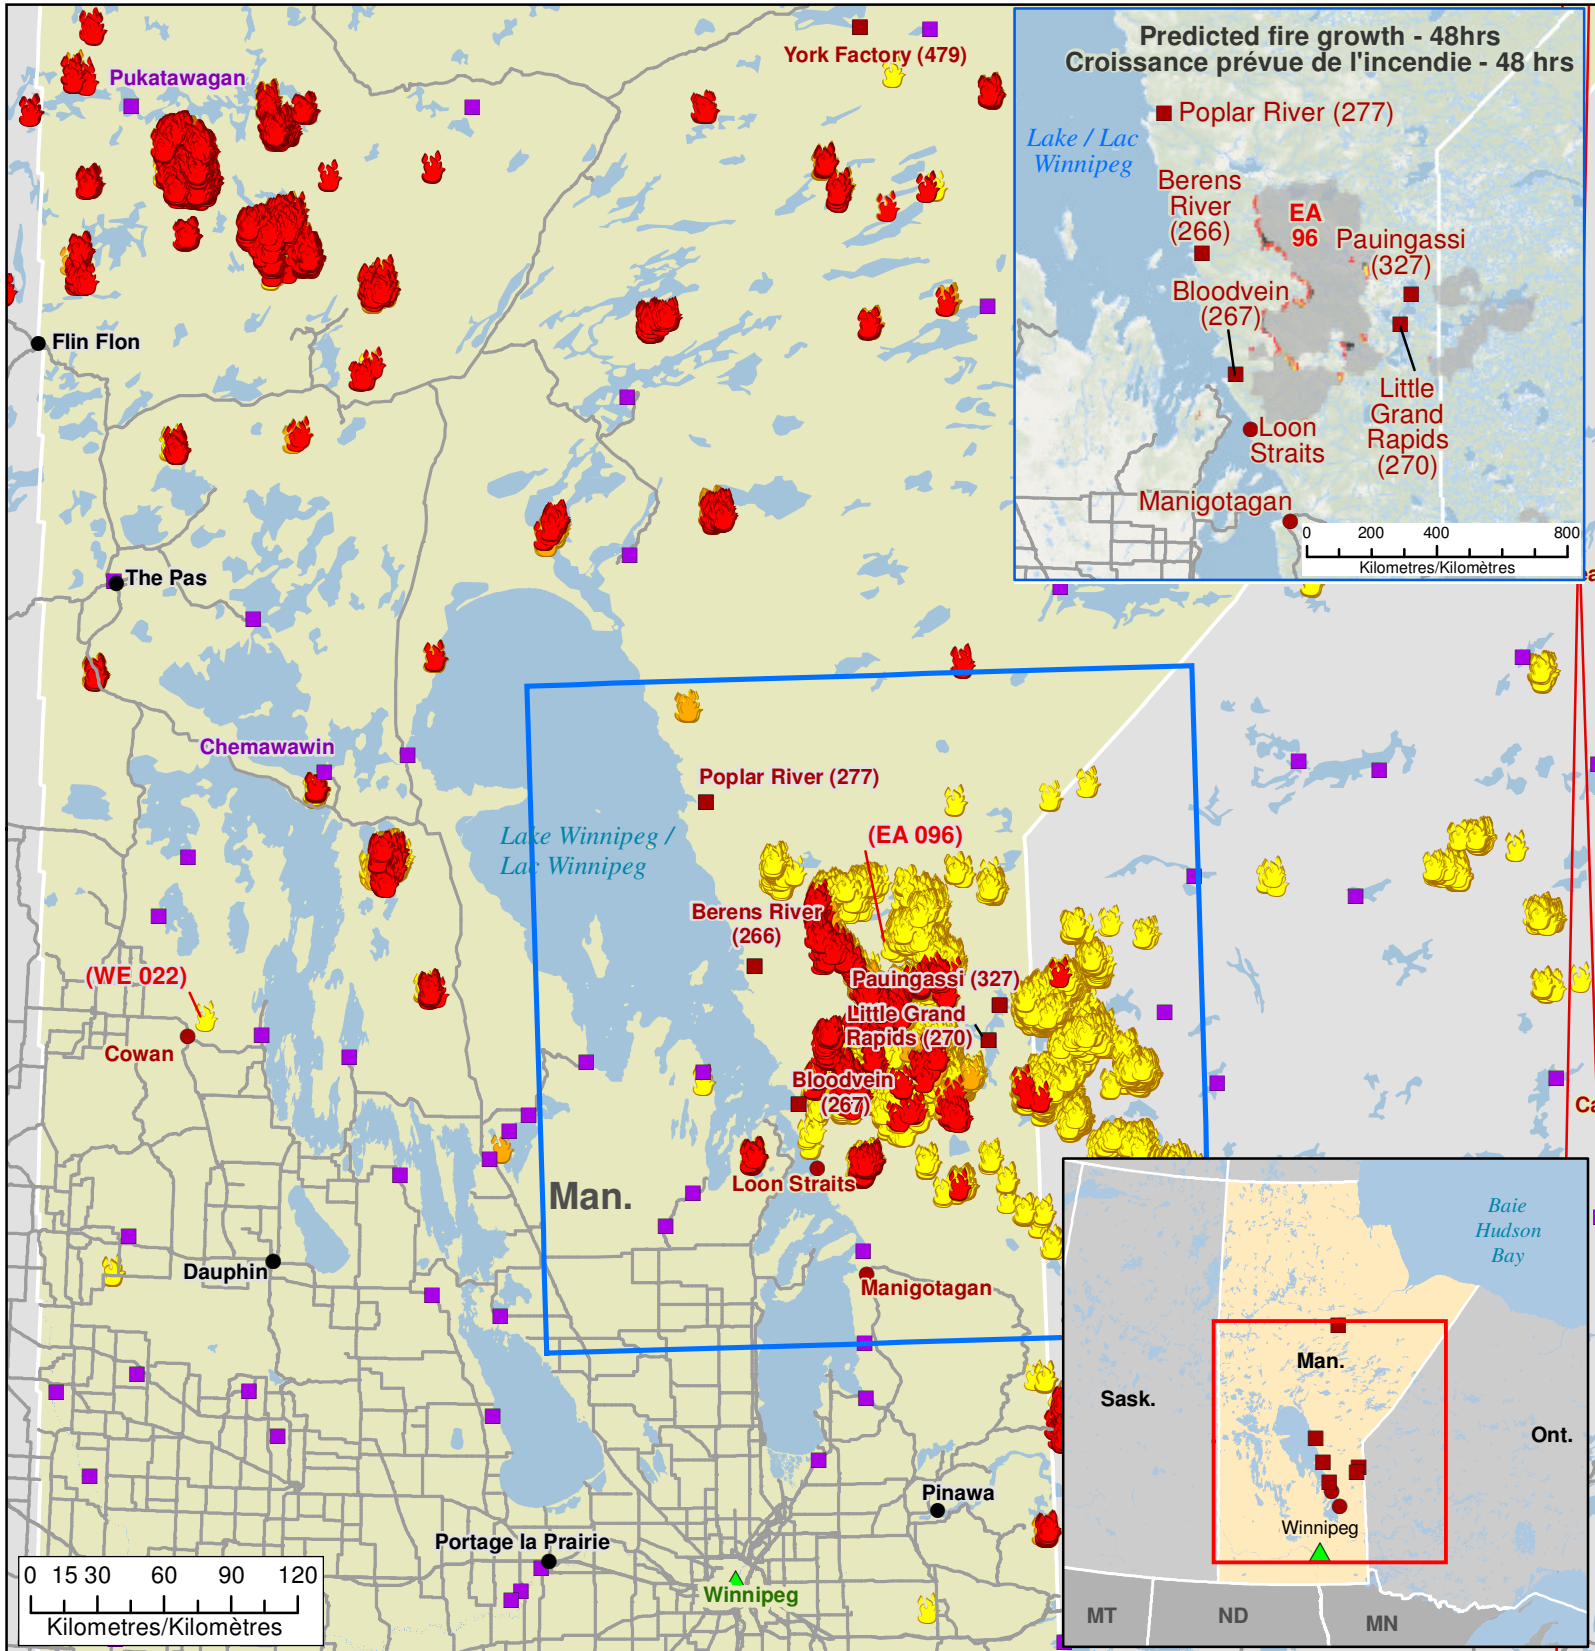 York Factory (479)
Pukatawagan
Flin Flon
The Pas
Chemawawin
Poplar River (277)
Lake Winnipeg /
Lac Winnipeg
(EA 096)
Berens River
(266)
Pauingassi (327)
Little Grand
Rapids (270)
Bloodvein
(267)
(WE 022)
Cowan
Loon Straits
Man.
Dauphin
Manigotagan
Pinawa
Portage la Prairie
Winnipeg
0 15 30 60 90 120
Kilometres/Kilomètres
Predicted fire growth - 48hrs
Croissance prévue de l'incendie - 48 hrs
Poplar River (277)
Lake / Lac
Winnipeg
Berens
River
(266)
EA
96
Pauingassi
(327)
Bloodvein
(267)
Little
Grand
Rapids
(270)
Loon
Straits
Manigotagan
0 200 400 800
Kilometres/Kilomètres
Ca
Baie
Hudson
Bay
Man.
Sask.
Ont.
Winnipeg
MT
ND
MN